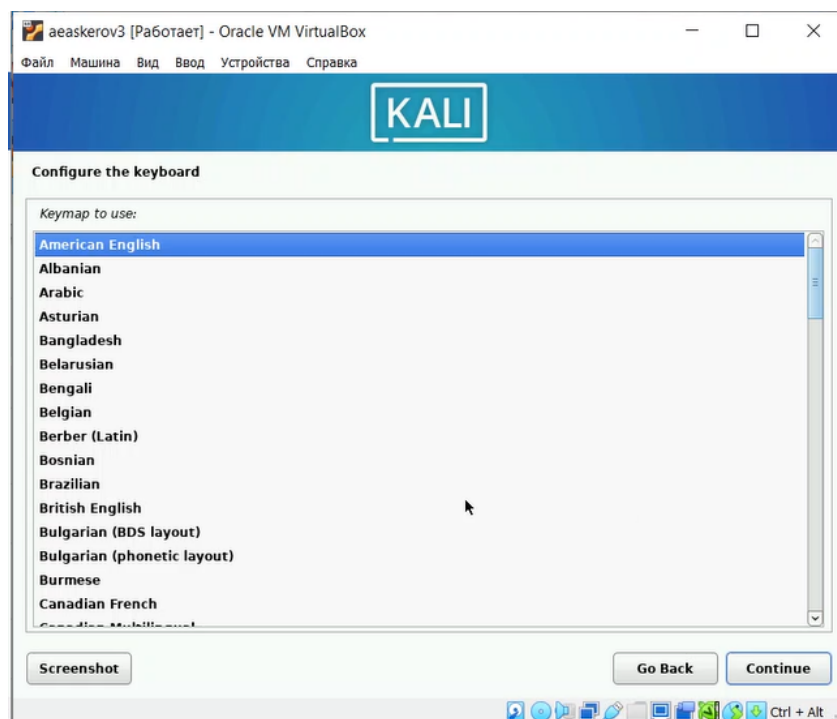 aeaskerov3 [Работает] - Oracle VM VirtualBox
Файл Машина Вид Ввод Устройства Справка
KALI
Configure the keyboard
Keymap to use:
American English
Albanian
Arabic
Asturian
Bangladesh
Belarusian
Bengali
Belgian
Berber (Latin)
Bosnian
Brazilian
British English
Bulgarian (BDS layout)
Bulgarian (phonetic layout)
Burmese
Canadian French
Canadian Multilingual
Screenshot Go Back Continue
Ctrl + Alt